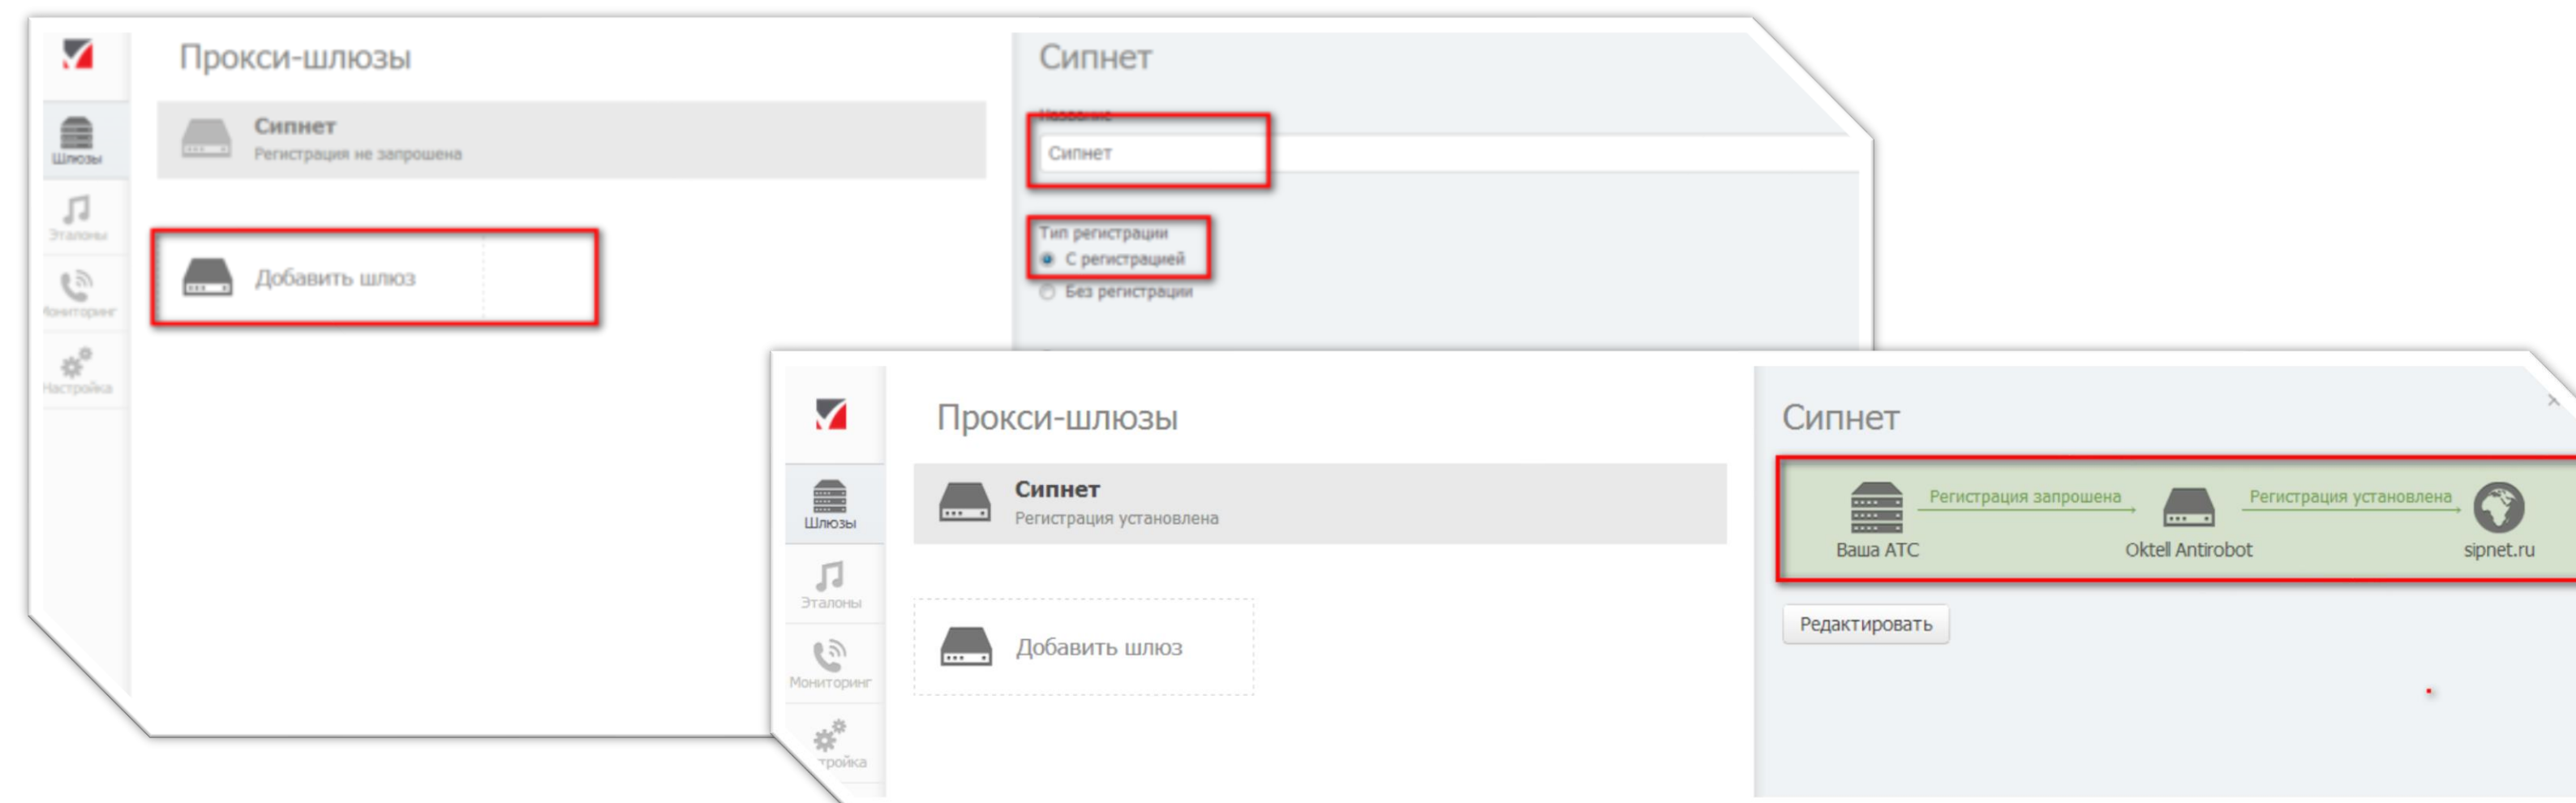 Прокси-шлюзы
Шлюзы
Эталоны
Мониторинг
Настройка
Сипнет
Регистрация не запрошена
Добавить шлюз
Сипнет
Название
Сипнет
Тип регистрации
С регистрацией
Без регистрации
Прокси-шлюзы
Шлюзы
Эталоны
Мониторинг
тройка
Сипнет
Регистрация установлена
Добавить шлюз
Сипнет
×
Регистрация запрошена
Регистрация установлена
Ваша АТС
Oktell Antirobot
sipnet.ru
Редактировать